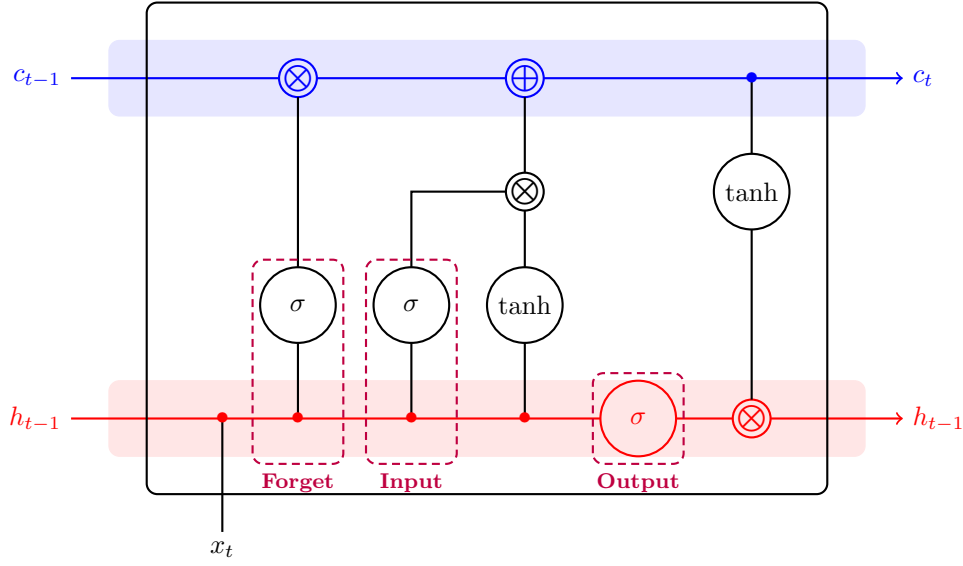 c_{t−1}
c_t
tanh
σ
σ
tanh
h_{t−1}
σ
h_{t−1}
Forget
Input
Output
x_t